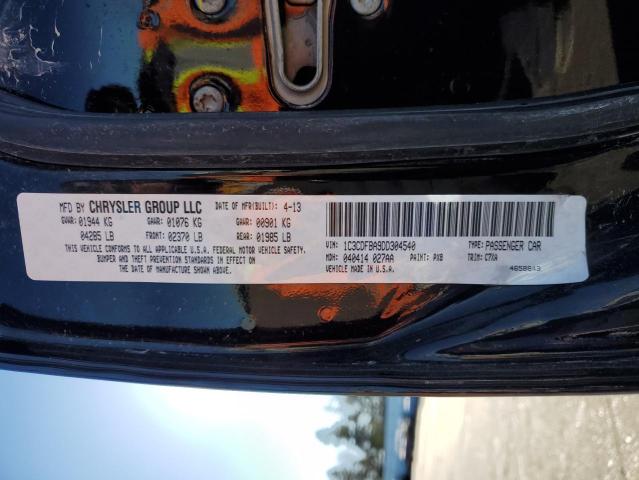 MFD BY CHRYSLER GROUP LLC DATE OF MFR(BUILT): 4-13
GVWR: 01944 KG GAWR: 01076 KG GAWR: 00901 KG
04285 LB FRONT: 02370 LB REAR: 01985 LB
THIS VEHICLE CONFORMS TO ALL APPLICABLE U.S.A. FEDERAL MOTOR VEHICLE SAFETY,
BUMPER AND THEFT PREVENTION STANDARDS IN EFFECT ON
THE DATE OF MANUFACTURE SHOWN ABOVE.
VIN: 1C3CDFBA9DD304540 TYPE: PASSENGER CAR
MDH: 040414 027AA PAINT: PXB TRIM: C7XA
VEHICLE MADE IN U.S.A.